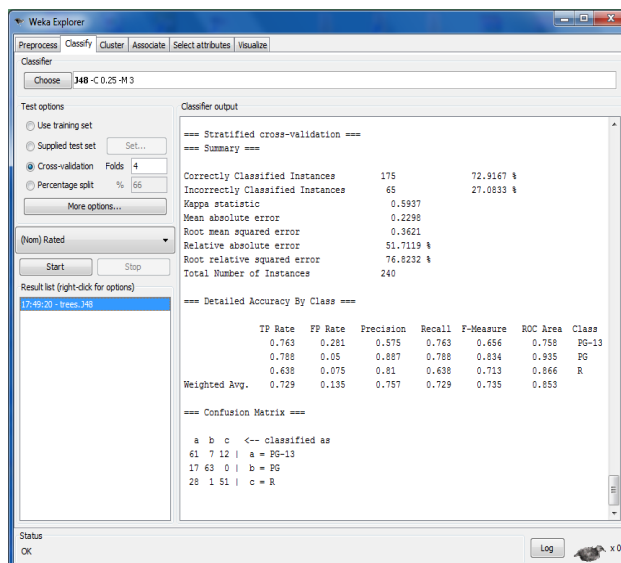 Weka Explorer
Preprocess Classify Cluster Associate Select attributes Visualize
Classifier
Choose J48 -C 0.25 -M 3
Test options
Use training set
Supplied test set Set...
Cross-validation Folds 4
Percentage split % 66
More options...
(Nom) Rated
Start Stop
Result list (right-click for options)
17:49:20 - trees.J48
Classifier output
=== Stratified cross-validation ===
=== Summary ===
Correctly Classified Instances 175 72.9167 %
Incorrectly Classified Instances 65 27.0833 %
Kappa statistic 0.5937
Mean absolute error 0.2298
Root mean squared error 0.3621
Relative absolute error 51.7119 %
Root relative squared error 76.8232 %
Total Number of Instances 240
=== Detailed Accuracy By Class ===
TP Rate FP Rate Precision Recall F-Measure ROC Area Class
0.763 0.281 0.575 0.763 0.656 0.758 PG-13
0.788 0.05 0.887 0.788 0.834 0.935 PG
0.638 0.075 0.81 0.638 0.713 0.866 R
Weighted Avg. 0.729 0.135 0.757 0.729 0.735 0.853
=== Confusion Matrix ===
a b c <-- classified as
61 7 12 | a = PG-13
17 63 0 | b = PG
28 1 51 | c = R
Status
OK
Log x 0